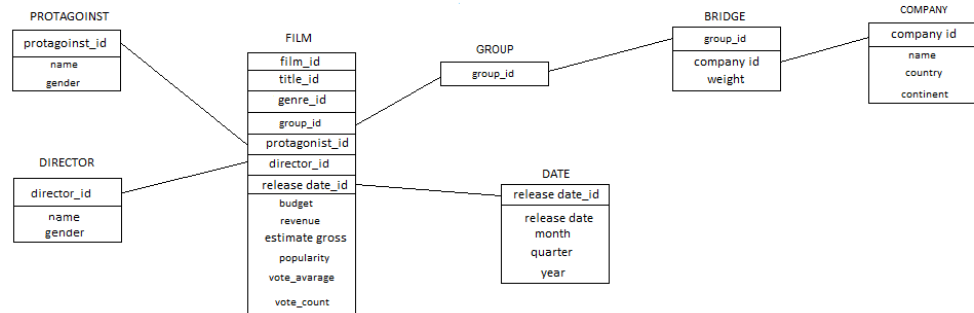 PROTAGOINST
protagoinst_id
name
gender
DIRECTOR
director_id
name
gender
FILM
film_id
title_id
genre_id
group_id
protagonist_id
director_id
release date_id
budget
revenue
estimate gross
popularity
vote_avarage
vote_count
GROUP
group_id
DATE
release date_id
release date
month
quarter
year
BRIDGE
group_id
company id
weight
COMPANY
company id
name
country
continent